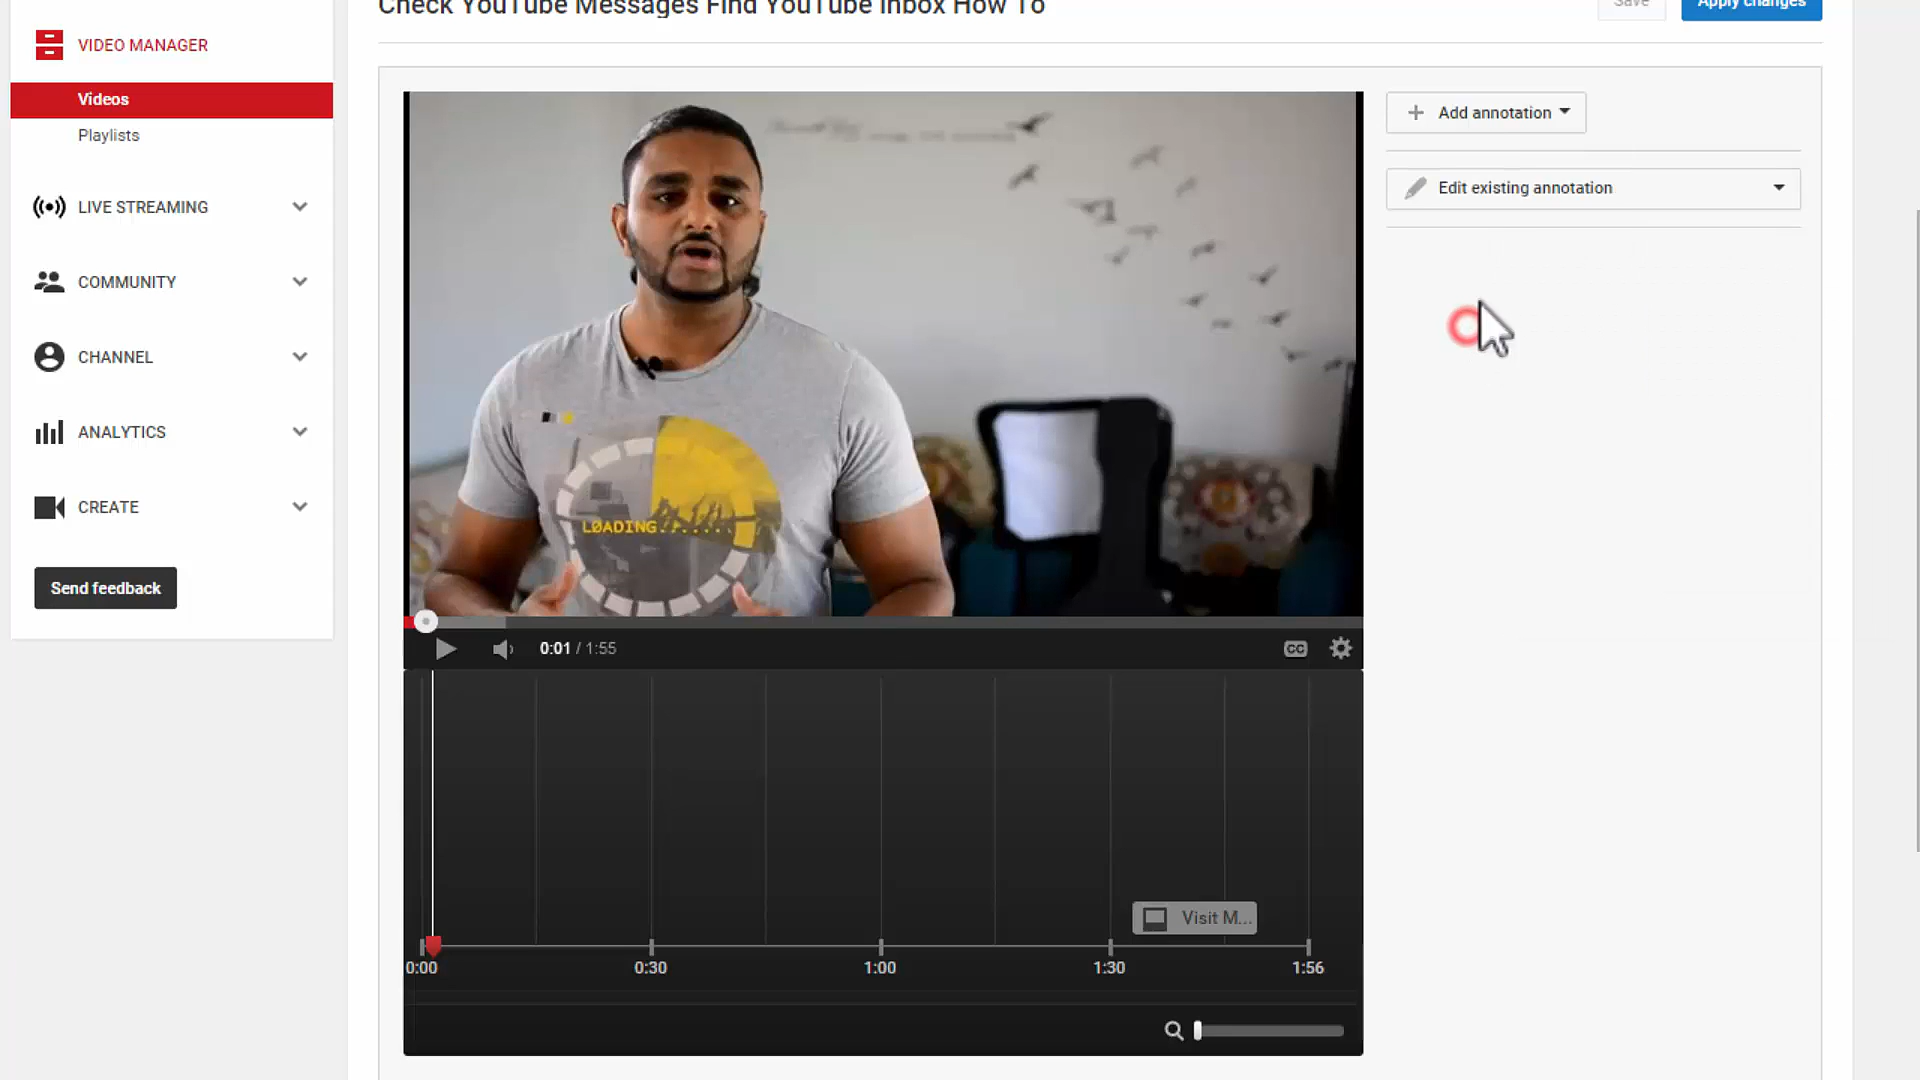 Check YouTube Messages Find YouTube Inbox How To
Save
Apply changes
VIDEO MANAGER
Videos
Playlists
LIVE STREAMING
COMMUNITY
CHANNEL
ANALYTICS
CREATE
Send feedback
+ Add annotation
Edit existing annotation
LOADING.......
0:01 / 1:55
CC
Visit M...
0:00
0:30
1:00
1:30
1:56